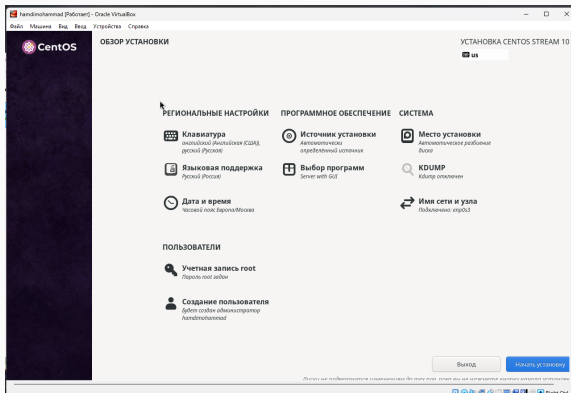 hamdimohammad [Работает] - Oracle VirtualBox
Файл Машина Вид Ввод Устройства Справка
CentOS
ОБЗОР УСТАНОВКИ
УСТАНОВКА CENTOS STREAM 10
us
РЕГИОНАЛЬНЫЕ НАСТРОЙКИ
Клавиатура
английский (Английская (США)),
русский (Русская)
Языковая поддержка
Русский (Россия)
Дата и время
Часовой пояс Европа/Москва
ПРОГРАММНОЕ ОБЕСПЕЧЕНИЕ
Источник установки
Автоматически
определённый источник
Выбор программ
Server with GUI
СИСТЕМА
Место установки
Автоматическое разбиение
диска
KDUMP
Kdump отключен
Имя сети и узла
Подключено: enp0s3
ПОЛЬЗОВАТЕЛИ
Учетная запись root
Пароль root задан
Создание пользователя
Будет создан администратор
hamdimohammad
Выход
Начать установку
Right Ctrl